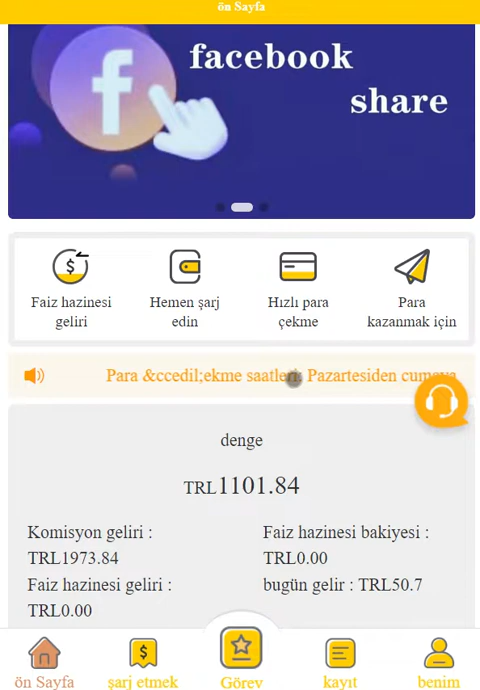 ön Sayfa
facebook
share
Faiz hazinesi
geliri
Hemen şarj
edin
Hızlı para
çekme
Para
kazanmak için
Para &ccedil;ekme saatleri: Pazartesiden cumaya
denge
TRL1101.84
Komisyon geliri :
TRL1973.84
Faiz hazinesi bakiyesi :
TRL0.00
Faiz hazinesi geliri :
TRL0.00
bugün gelir : TRL50.7
ön Sayfa
şarj etmek
Görev
kayıt
benim